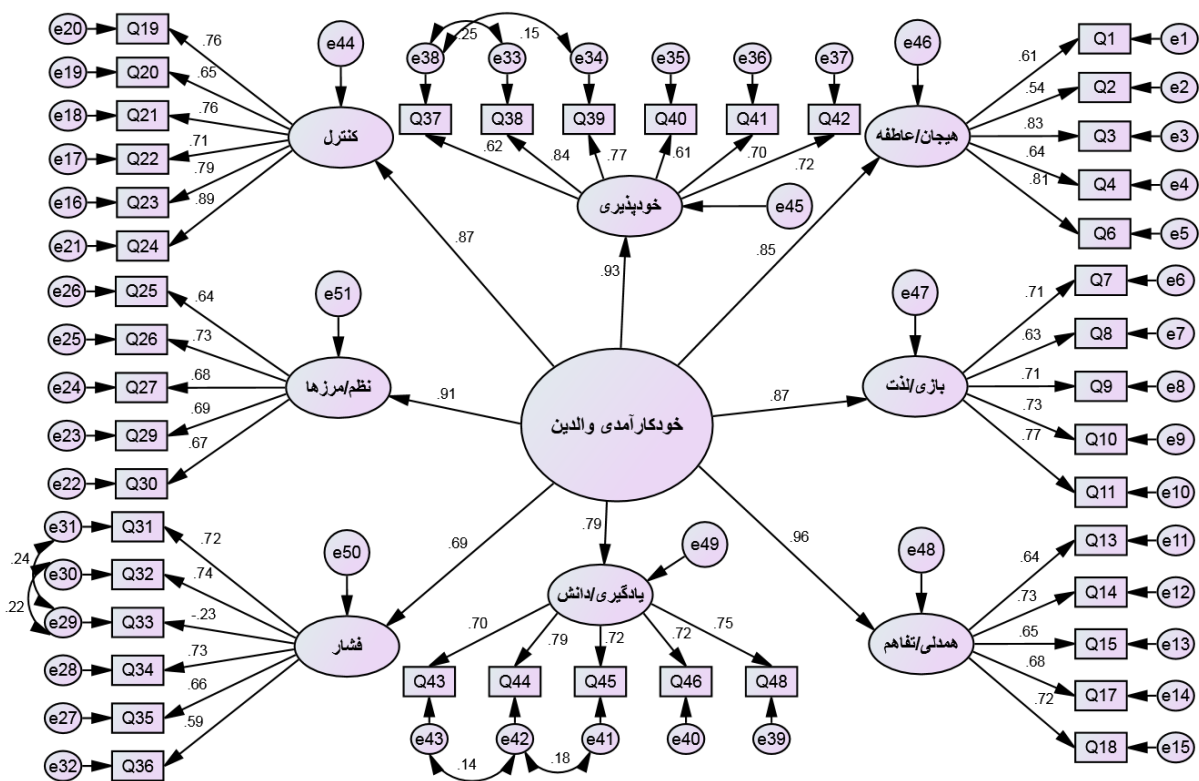 e20 Q19 .76
e19 Q20 .65
e18 Q21 .76
e17 Q22 .71
e16 Q23 .79
e21 Q24 .89
e44
کنترل
.87
e38 .25 e33 .15 e34 e35 e36 e37
Q37 Q38 Q39 Q40 Q41 Q42
.62 .84 .77 .61 .70 .72
خودپذیری
e45
.93
e46
هیجان/عاطفه
.85
.61 Q1 e1
.54 Q2 e2
.83 Q3 e3
.64 Q4 e4
.81 Q6 e5
e26 Q25 .64
e25 Q26 .73
e24 Q27 .68
e23 Q29 .69
e22 Q30 .67
e51
نظم/مرزها
.91
خودکارآمدی والدین
e47
بازی/لذت
.87
.71 Q7 e6
.63 Q8 e7
.71 Q9 e8
.73 Q10 e9
.77 Q11 e10
e31 Q31 .72
.24
e30 Q32 .74
.22
e29 Q33 -.23
e28 Q34 .73
e27 Q35 .66
e32 Q36 .59
e50
فشار
.69
.79
e49
یادگیری/دانش
.70 .79 .72 .72 .75
Q43 Q44 Q45 Q46 Q48
e43 e42 e41 e40 e39
.14 .18
.96
e48
همدلی/تفاهم
.64 Q13 e11
.73 Q14 e12
.65 Q15 e13
.68 Q17 e14
.72 Q18 e15